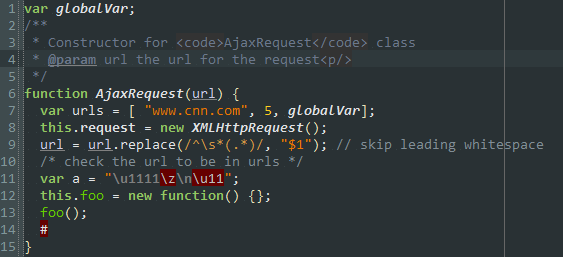 1 var globalVar;
2 /**
3  * Constructor for <code>AjaxRequest</code> class
4  * @param url the url for the request<p/>
5  */
6 function AjaxRequest(url) {
7   var urls = [ "www.cnn.com", 5, globalVar];
8   this.request = new XMLHttpRequest();
9   url = url.replace(/^\s*(.*)/, "$1"); // skip leading whitespace
10   /* check the url to be in urls */
11   var a = "\u1111\z\n\u11";
12   this.foo = new function() {};
13   foo();
14   #
15 }